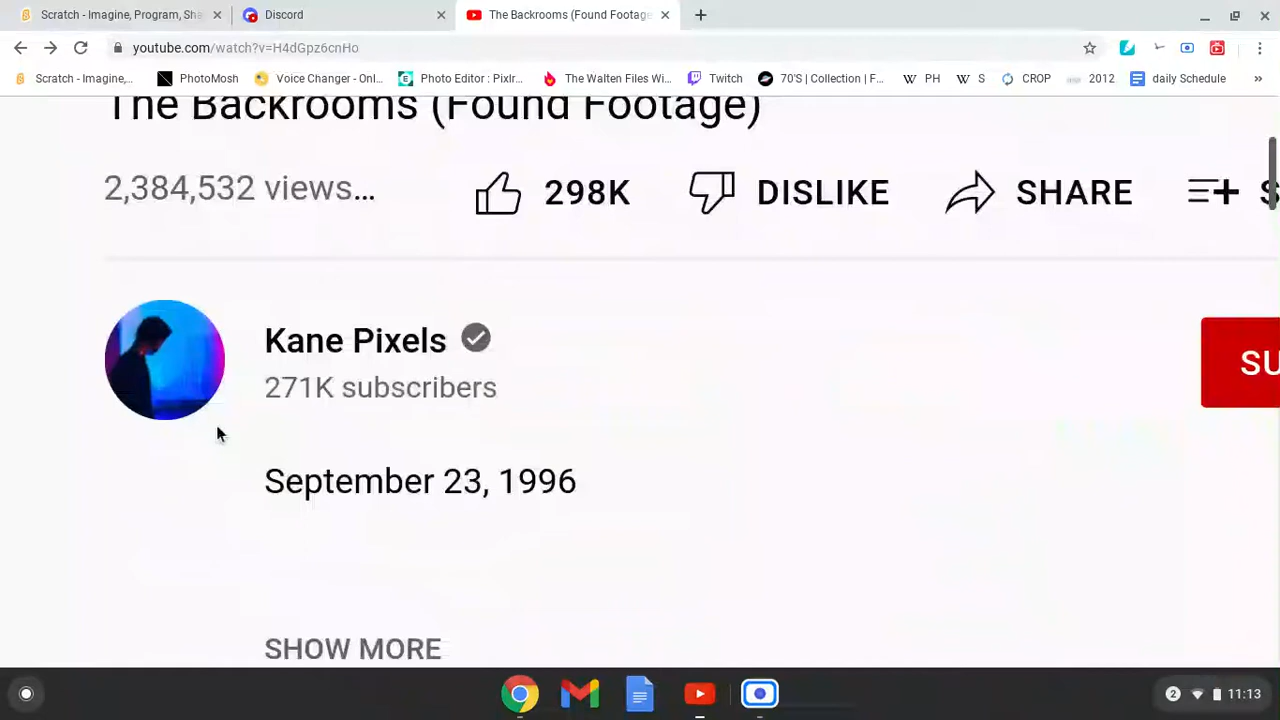 Scratch - Imagine, Program, Sha
Discord
The Backrooms (Found Footage
youtube.com/watch?v=H4dGpz6cnHo
Scratch - Imagine,...
PhotoMosh
Voice Changer - Onl...
Photo Editor : Pixlr...
The Walten Files Wi...
Twitch
70'S | Collection | F...
W PH
W S
CROP
2012
daily Schedule
»
The Backrooms (Found Footage)
2,384,532 views...
298K
DISLIKE
SHARE
S
Kane Pixels
271K subscribers
SU
September 23, 1996
SHOW MORE
2
11:13